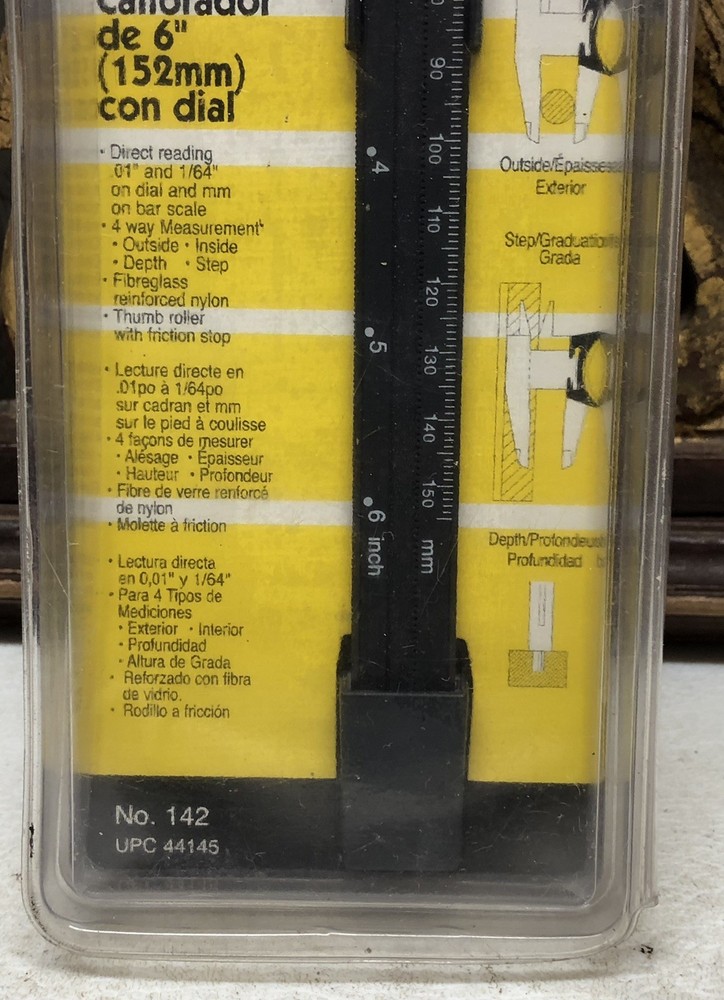 Calibrador
de 6"
(152mm)
con dial
• Direct reading
.01" and 1/64"
on dial and mm
on bar scale
• 4 way Measurement
• Outside • Inside
• Depth • Step
• Fibreglass
reinforced nylon
• Thumb roller
with friction stop
• Lecture directe en
.01po à 1/64po
sur cadran et mm
sur le pied à coulisse
• 4 façons de mesurer
• Alésage • Épaisseur
• Hauteur • Profondeur
• Fibre de verre renforcé
de nylon
• Molette à friction
• Lectura directa
en 0,01" y 1/64"
• Para 4 Tipos de
Mediciones
• Exterior • Interior
• Profundidad
• Altura de Grada
• Reforzado con fibra
de vidrio.
• Rodillo a fricción
No. 142
UPC 44145
4
5
6 inch
90
100
110
120
130
140
150
mm
Outside/Épaisseur
Exterior
Step/Graduation
Grada
Depth/Profondeur
Profundidad